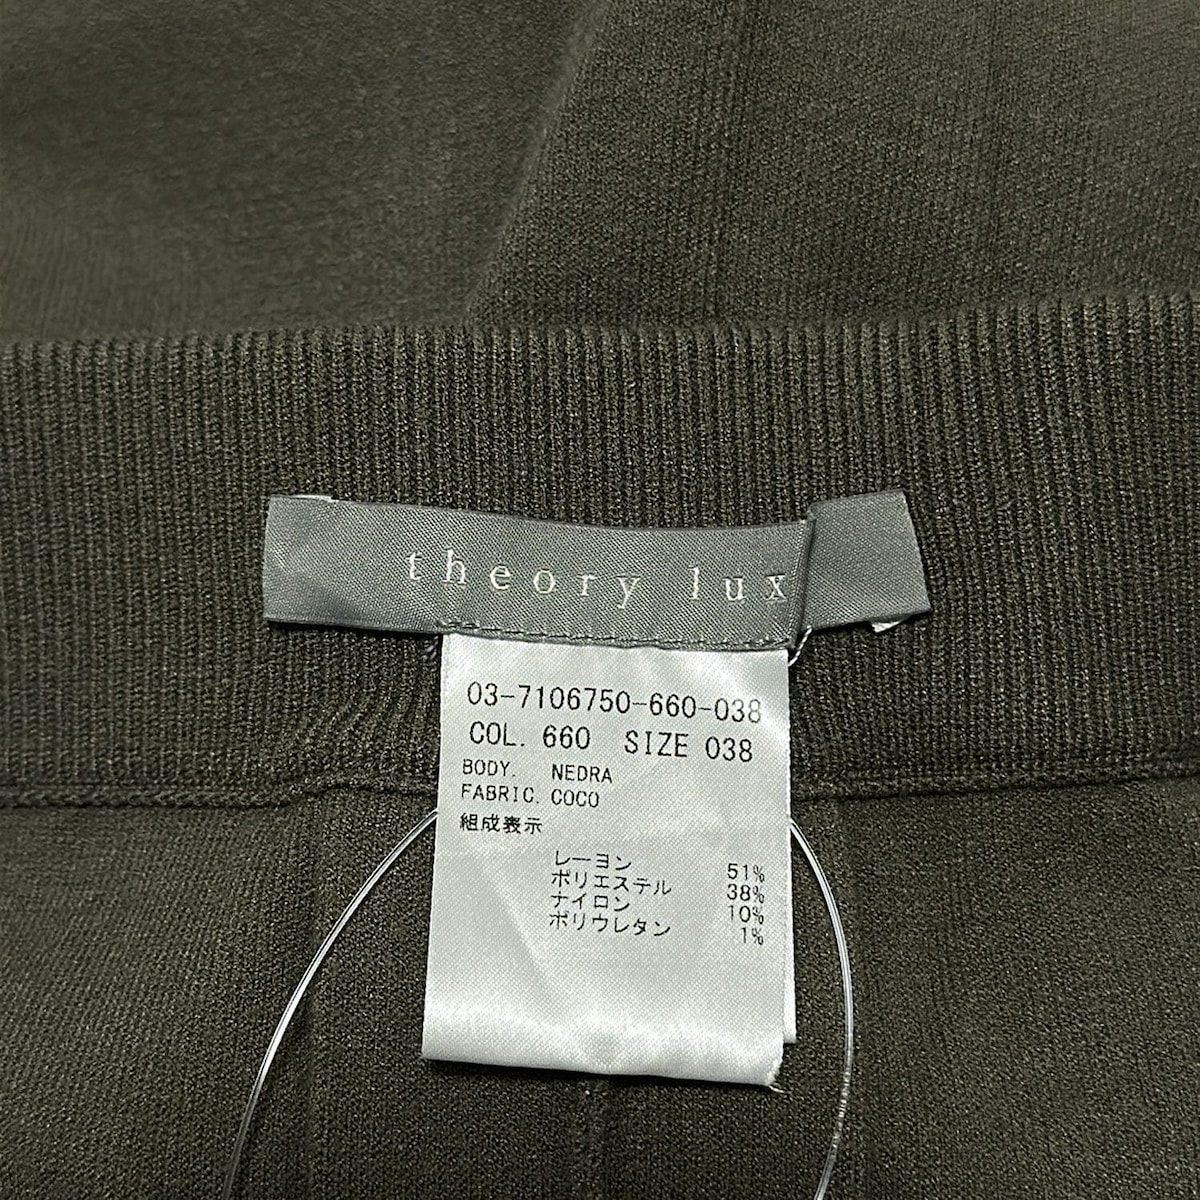 theory lux
03-7106750-660-038
COL. 660 SIZE 038
BODY. NEDRA
FABRIC. COCO
組成表示
レーヨン 51%
ポリエステル 38%
ナイロン 10%
ポリウレタン 1%